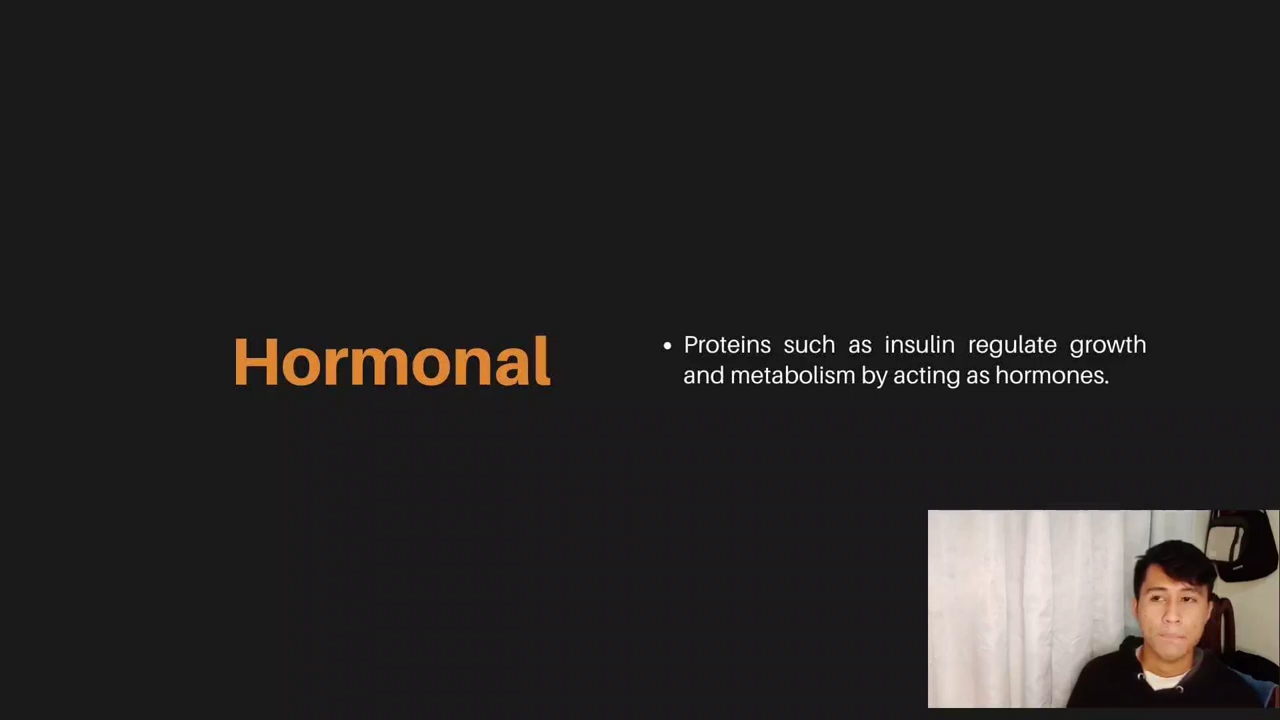 Hormonal
• Proteins such as insulin regulate growth
and metabolism by acting as hormones.